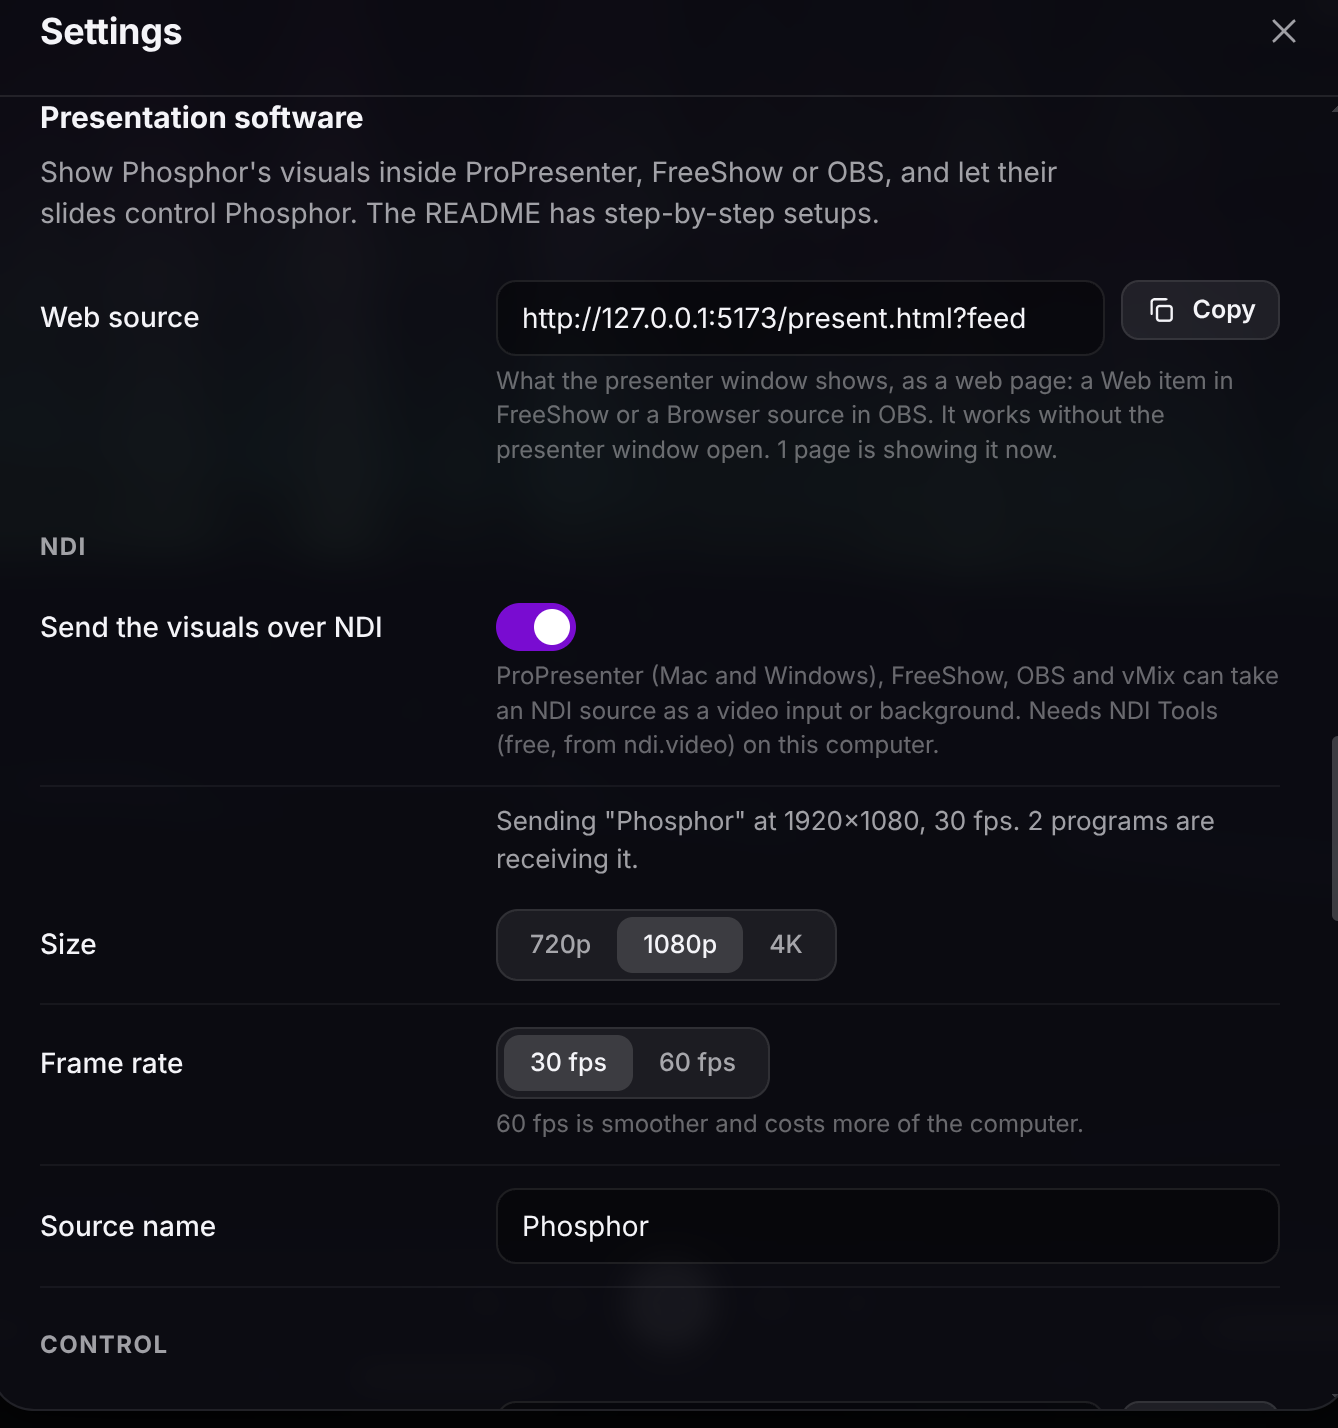 Settings
Presentation software
Show Phosphor's visuals inside ProPresenter, FreeShow or OBS, and let their
slides control Phosphor. The README has step-by-step setups.
Web source
http://127.0.0.1:5173/present.html?feed
Copy
What the presenter window shows, as a web page: a Web item in
FreeShow or a Browser source in OBS. It works without the
presenter window open. 1 page is showing it now.
NDI
Send the visuals over NDI
ProPresenter (Mac and Windows), FreeShow, OBS and vMix can take
an NDI source as a video input or background. Needs NDI Tools
(free, from ndi.video) on this computer.
Sending "Phosphor" at 1920×1080, 30 fps. 2 programs are
receiving it.
Size
720p
1080p
4K
Frame rate
30 fps
60 fps
60 fps is smoother and costs more of the computer.
Source name
Phosphor
CONTROL